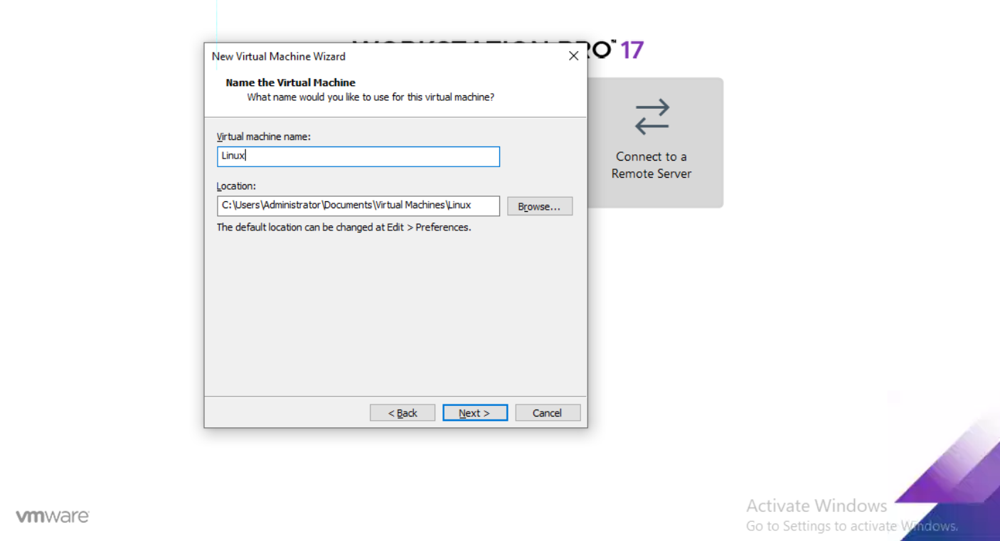 WORKSTATION PRO™ 17
New Virtual Machine Wizard
Name the Virtual Machine
What name would you like to use for this virtual machine?
Virtual machine name:
Linux
Location:
C:\Users\Administrator\Documents\Virtual Machines\Linux
Browse...
The default location can be changed at Edit > Preferences.
< Back
Next >
Cancel
Connect to a
Remote Server
vmware
Activate Windows
Go to Settings to activate Windows.